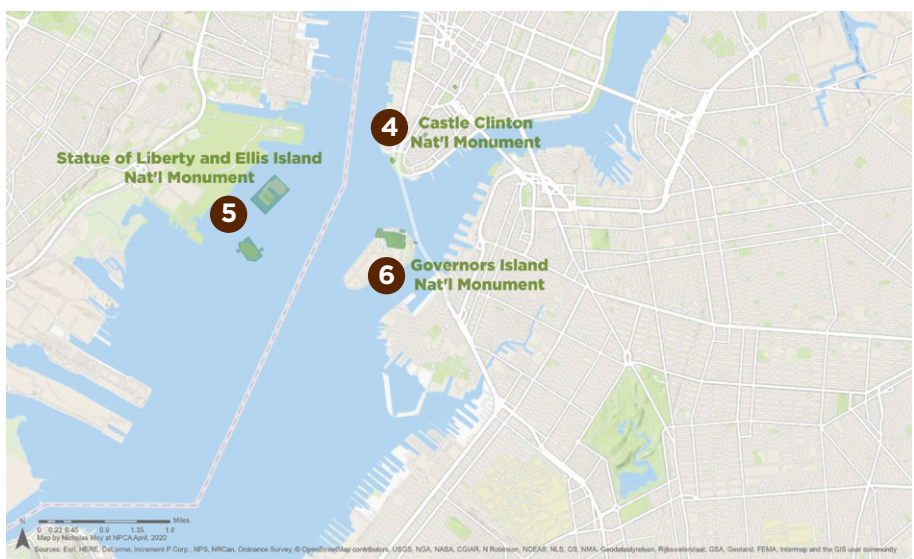 4
Castle Clinton
Nat'l Monument
Statue of Liberty and Ellis Island
Nat'l Monument
5
6
Governors Island
Nat'l Monument
N
0 0.23 0.45 0.9 1.35 1.8
Miles
Map by Nicholas Moy at NPCA April, 2020
Sources: Esri, HERE, DeLorme, Increment P Corp., NPS, NRCan, Ordnance Survey, © OpenStreetMap contributors, USGS, NGA, NASA, CGIAR, N Robinson, NCEAS, NLS, OS, NMA, Geodatastyrelsen, Rijkswaterstaat, GSA, Geoland, FEMA, Intermap and the GIS user community